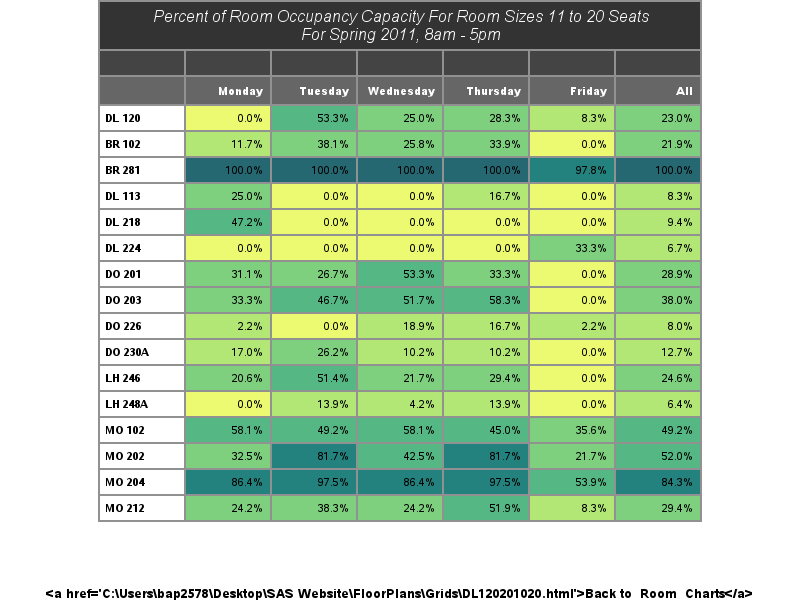 Percent of Room Occupancy Capacity For Room Sizes 11 to 20 Seats
For Spring 2011, 8am - 5pm
Monday Tuesday Wednesday Thursday Friday All
DL 120 0.0% 53.3% 25.0% 28.3% 8.3% 23.0%
BR 102 11.7% 38.1% 25.8% 33.9% 0.0% 21.9%
BR 281 100.0% 100.0% 100.0% 100.0% 97.8% 100.0%
DL 113 25.0% 0.0% 0.0% 16.7% 0.0% 8.3%
DL 218 47.2% 0.0% 0.0% 0.0% 0.0% 9.4%
DL 224 0.0% 0.0% 0.0% 0.0% 33.3% 6.7%
DO 201 31.1% 26.7% 53.3% 33.3% 0.0% 28.9%
DO 203 33.3% 46.7% 51.7% 58.3% 0.0% 38.0%
DO 226 2.2% 0.0% 18.9% 16.7% 2.2% 8.0%
DO 230A 17.0% 26.2% 10.2% 10.2% 0.0% 12.7%
LH 246 20.6% 51.4% 21.7% 29.4% 0.0% 24.6%
LH 248A 0.0% 13.9% 4.2% 13.9% 0.0% 6.4%
MO 102 58.1% 49.2% 58.1% 45.0% 35.6% 49.2%
MO 202 32.5% 81.7% 42.5% 81.7% 21.7% 52.0%
MO 204 86.4% 97.5% 86.4% 97.5% 53.9% 84.3%
MO 212 24.2% 38.3% 24.2% 51.9% 8.3% 29.4%
<a href='C:\Users\bap2578\Desktop\SAS Website\FloorPlans\Grids\DL120201020.html'>Back to Room Charts</a>